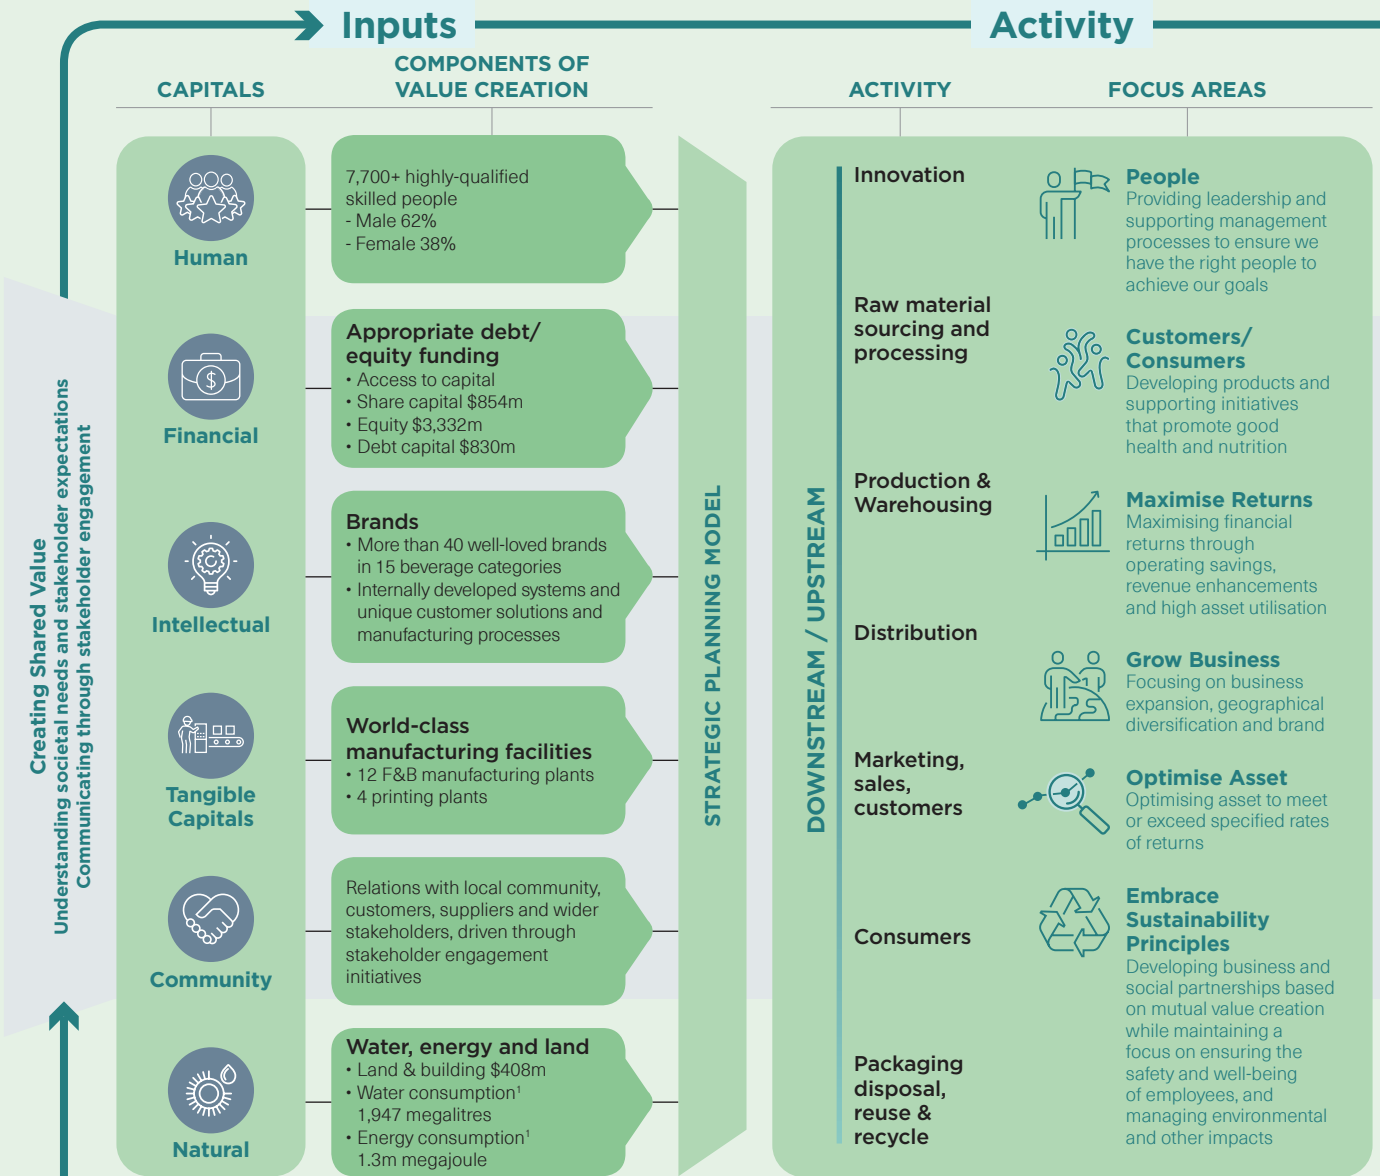 Inputs
Activity
CAPITALS
COMPONENTS OF
VALUE CREATION
ACTIVITY
FOCUS AREAS
Creating Shared Value
Understanding societal needs and stakeholder expectations
Communicating through stakeholder engagement
Human
7,700+ highly-qualified
skilled people
- Male 62%
- Female 38%
Financial
Appropriate debt/
equity funding
• Access to capital
• Share capital $854m
• Equity $3,332m
• Debt capital $830m
Intellectual
Brands
• More than 40 well-loved brands
in 15 beverage categories
• Internally developed systems and
unique customer solutions and
manufacturing processes
Tangible
Capitals
World-class
manufacturing facilities
• 12 F&B manufacturing plants
• 4 printing plants
Community
Relations with local community,
customers, suppliers and wider
stakeholders, driven through
stakeholder engagement
initiatives
Natural
Water, energy and land
• Land & building $408m
• Water consumption¹
1,947 megalitres
• Energy consumption¹
1.3m megajoule
STRATEGIC PLANNING MODEL
DOWNSTREAM / UPSTREAM
Innovation
Raw material
sourcing and
processing
Production &
Warehousing
Distribution
Marketing,
sales,
customers
Consumers
Packaging
disposal,
reuse &
recycle
People
Providing leadership and
supporting management
processes to ensure we
have the right people to
achieve our goals
Customers/
Consumers
Developing products and
supporting initiatives
that promote good
health and nutrition
Maximise Returns
Maximising financial
returns through
operating savings,
revenue enhancements
and high asset utilisation
Grow Business
Focusing on business
expansion, geographical
diversification and brand
Optimise Asset
Optimising asset to meet
or exceed specified rates
of returns
Embrace
Sustainability
Principles
Developing business and
social partnerships based
on mutual value creation
while maintaining a
focus on ensuring the
safety and well-being
of employees, and
managing environmental
and other impacts